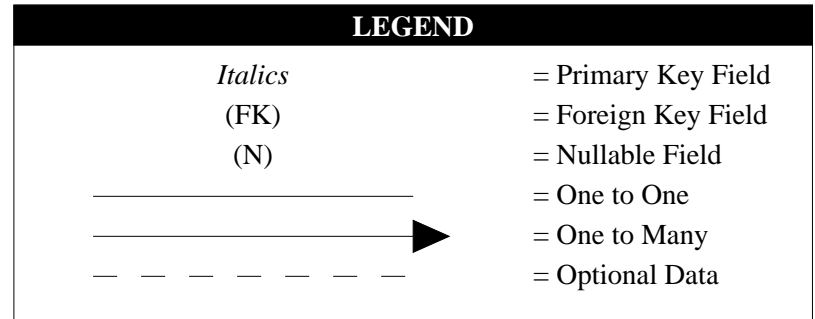 LEGEND
Italics = Primary Key Field
(FK) = Foreign Key Field
(N) = Nullable Field
= One to One
= One to Many
= Optional Data